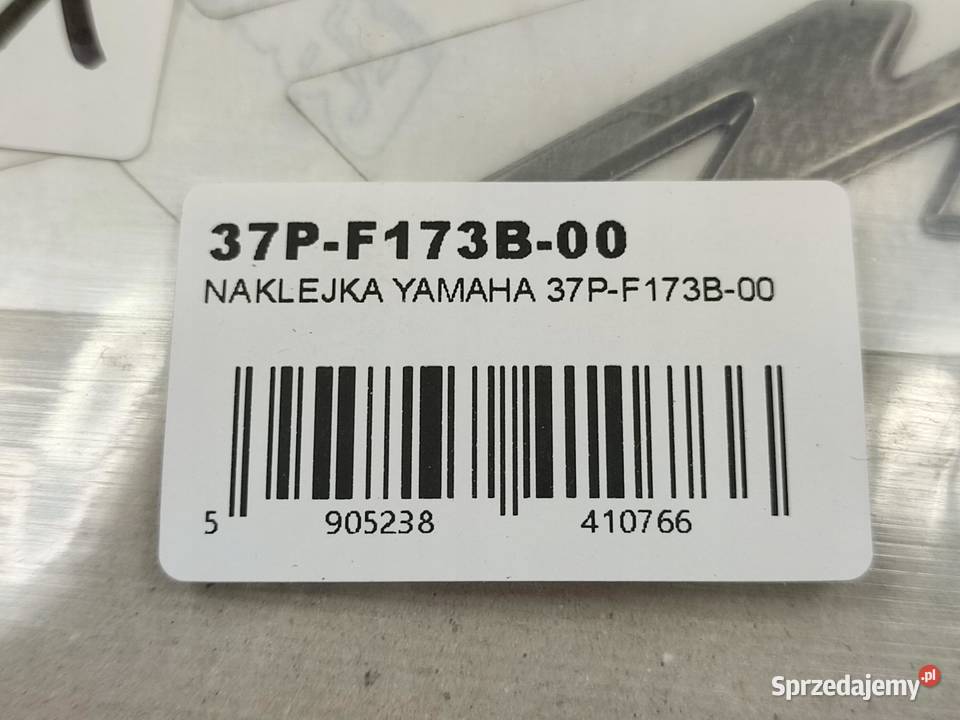 37P-F173B-00
NAKLEJKA YAMAHA 37P-F173B-00
5 905238 410766
Sprzedajemy.pl